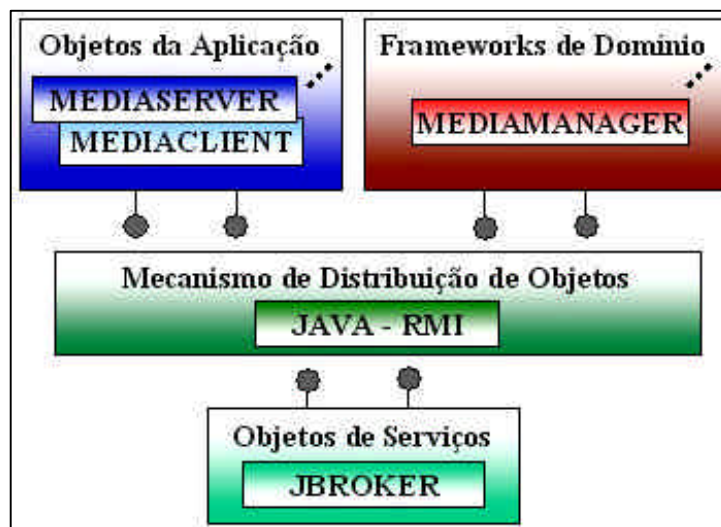 Objetos da Aplicação
MEDIASERVER
MEDIACLIENT
Frameworks de Domínio
MEDIAMANAGER
Mecanismo de Distribuição de Objetos
JAVA - RMI
Objetos de Serviços
JBROKER